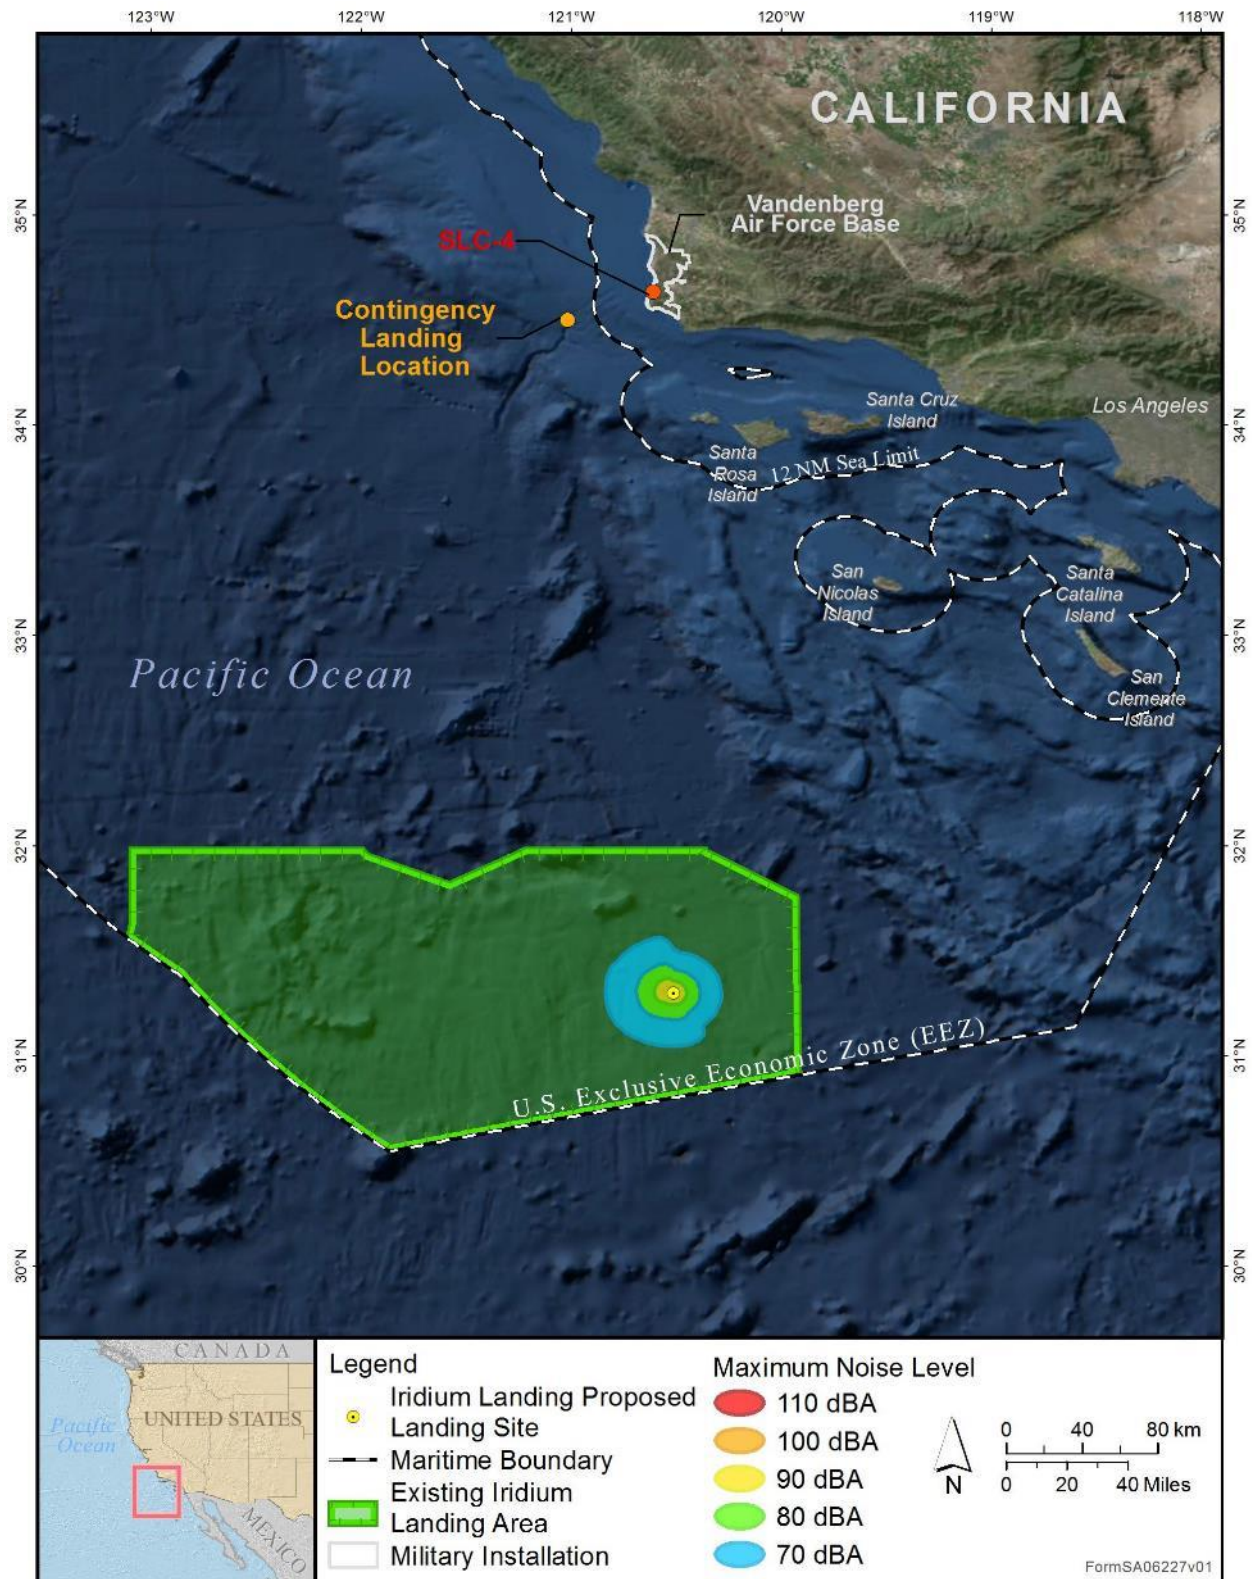 123°W
122°W
121°W
120°W
119°W
118°W
CALIFORNIA
35°N
35°N
Vandenberg
Air Force Base
SLC-4
Contingency
Landing
Location
34°N
34°N
Santa Cruz
Island
Los Angeles
Santa
Rosa
Island
12 NM Sea Limit
San
Nicolas
Island
Santa
Catalina
Island
33°N
33°N
Pacific Ocean
San
Clemente
Island
32°N
32°N
31°N
31°N
U.S. Exclusive Economic Zone (EEZ)
30°N
30°N
CANADA
UNITED STATES
Pacific
Ocean
MEXICO
Legend
Iridium Landing Proposed
Landing Site
Maritime Boundary
Existing Iridium
Landing Area
Military Installation
Maximum Noise Level
110 dBA
100 dBA
90 dBA
80 dBA
70 dBA
N
0 40 80 km
0 20 40 Miles
FormSA06227v01